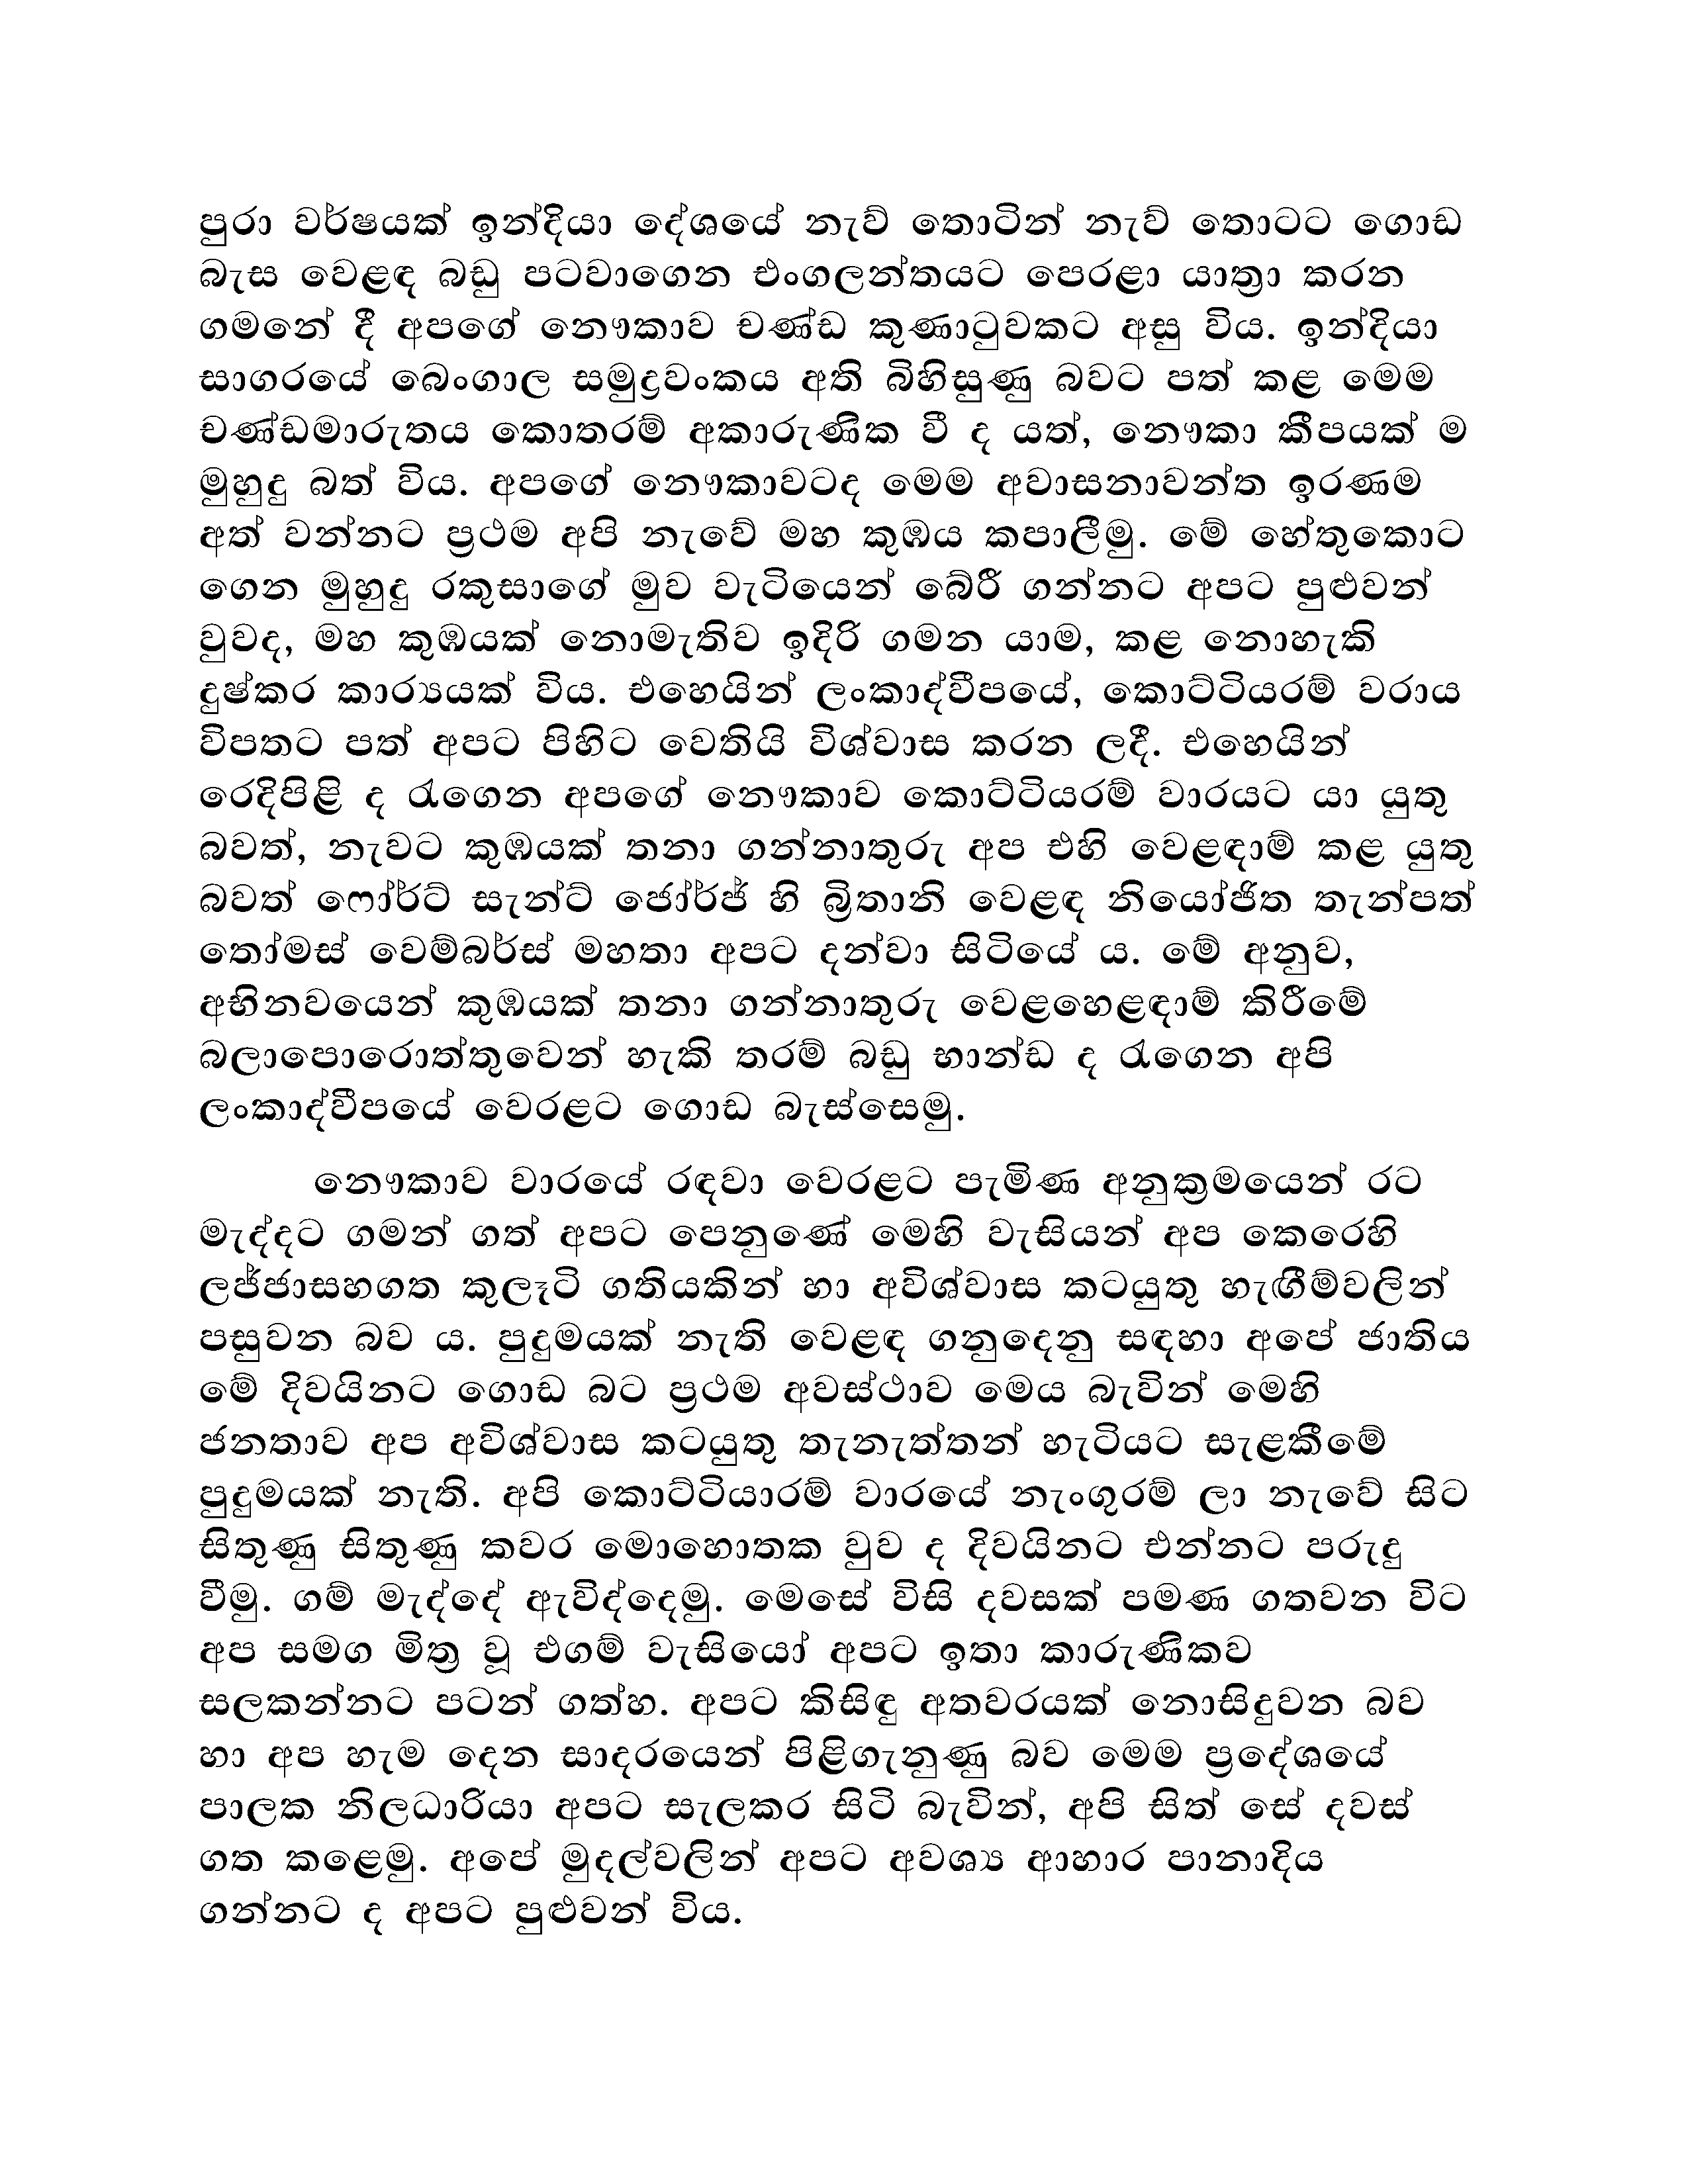 පුරා වර්ෂයක් ඉන්දියා දේශයේ නැව් තොටින් නැව් තොටට ගොඩ
බැස වෙළඳ බඩු පටවාගෙන එංගලන්තයට පෙරළා යාත්‍රා කරන
ගමනේ දී අපගේ නෞකාව චණ්ඩ කුණාටුවකට අසු විය. ඉන්දියා
සාගරයේ බෙංගාල සමුද්‍රවංකය අති බිහිසුණු බවට පත් කළ මෙම
චණ්ඩමාරුතය කොතරම් අකාරුණික වී ද යත්, නෞකා කීපයක් ම
මුහුදු බත් විය. අපගේ නෞකාවටද මෙම අවාසනාවන්ත ඉරණම
අත් වන්නට ප්‍රථම අපි නැවේ මහ කුඹය කපාලීමු. මේ හේතුකොට
ගෙන මුහුදු රකුසාගේ මුව වැටියෙන් බේරී ගන්නට අපට පුළුවන්
වුවද, මහ කුඹයක් නොමැතිව ඉදිරි ගමන යාම, කළ නොහැකි
දුෂ්කර කාර්‍යයක් විය. එහෙයින් ලංකාද්වීපයේ, කොට්ටියරම් වරාය
විපතට පත් අපට පිහිට වෙතියි විශ්වාස කරන ලදී. එහෙයින්
රෙදිපිළි ද රැගෙන අපගේ නෞකාව කොට්ටියරම් වාරයට යා යුතු
බවත්, නැවට කුඹයක් තනා ගන්නාතුරු අප එහි වෙළඳාම් කළ යුතු
බවත් ෆෝර්ට් සැන්ට් ජෝර්ජ් හි බ්‍රිතානි වෙළඳ නියෝජිත තැන්පත්
තෝමස් වෙම්බර්ස් මහතා අපට දන්වා සිටියේ ය. මේ අනුව,
අභිනවයෙන් කුඹයක් තනා ගන්නාතුරු වෙළහෙළඳාම් කිරීමේ
බලාපොරොත්තුවෙන් හැකි තරම් බඩු භාන්ඩ ද රැගෙන අපි
ලංකාද්වීපයේ වෙරළට ගොඩ බැස්සෙමු.
නෞකාව වාරයේ රඳවා වෙරළට පැමිණ අනුක්‍රමයෙන් රට
මැද්දට ගමන් ගත් අපට පෙනුණේ මෙහි වැසියන් අප කෙරෙහි
ලජ්ජාසහගත කුලෑටි ගතියකින් හා අවිශ්වාස කටයුතු හැඟීම්වලින්
පසුවන බව ය. පුදුමයක් නැති වෙළඳ ගනුදෙනු සඳහා අපේ ජාතිය
මේ දිවයිනට ගොඩ බට ප්‍රථම අවස්ථාව මෙය බැවින් මෙහි
ජනතාව අප අවිශ්වාස කටයුතු තැනැත්තන් හැටියට සැළකීමේ
පුදුමයක් නැති. අපි කොට්ටියාරම් වාරයේ නැංගුරම් ලා නැවේ සිට
සිතුණු සිතුණු කවර මොහොතක වුව ද දිවයිනට එන්නට පරුදු
වීමු. ගම් මැද්දේ ඇවිද්දෙමු. මෙසේ විසි දවසක් පමණ ගතවන විට
අප සමග මිත්‍ර වූ එගම් වැසියෝ අපට ඉතා කාරුණිකව
සලකන්නට පටන් ගත්හ. අපට කිසිඳු අතවරයක් නොසිදුවන බව
හා අප හැම දෙන සාදරයෙන් පිළිගැනුණු බව මෙම ප්‍රදේශයේ
පාලක නිලධාරියා අපට සැලකර සිටි බැවින්, අපි සිත් සේ දවස්
ගත කළෙමු. අපේ මුදල්වලින් අපට අවශ්‍ය ආහාර පානාදිය
ගන්නට ද අපට පුළුවන් විය.